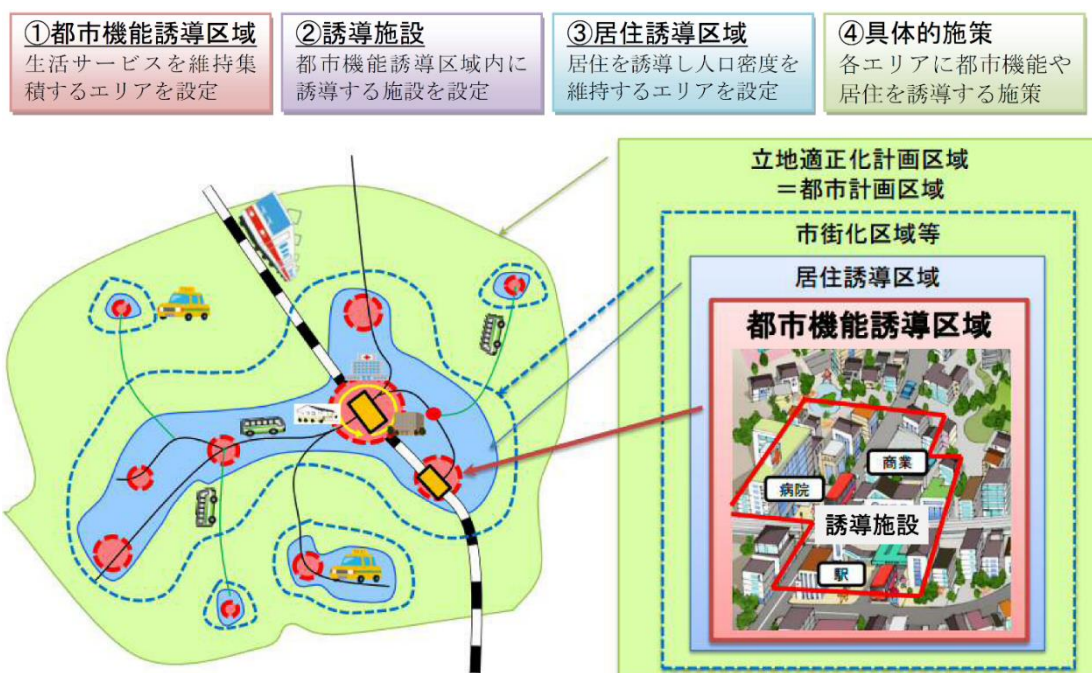 ①都市機能誘導区域
生活サービスを維持集
積するエリアを設定
②誘導施設
都市機能誘導区域内に
誘導する施設を設定
③居住誘導区域
居住を誘導し人口密度を
維持するエリアを設定
④具体的施策
各エリアに都市機能や
居住を誘導する施策
立地適正化計画区域
＝都市計画区域
市街化区域等
居住誘導区域
都市機能誘導区域
商業
病院
誘導施設
駅